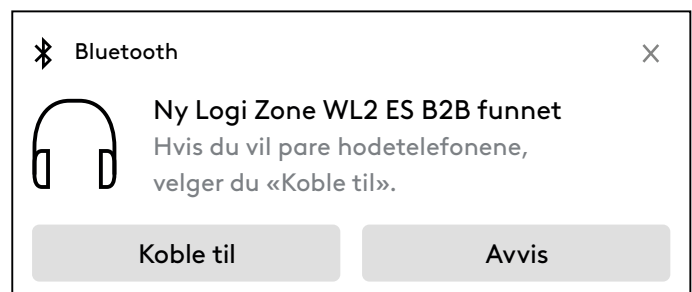 Bluetooth
Ny Logi Zone WL2 ES B2B funnet
Hvis du vil pare hodetelefonene,
velger du «Koble til».
Koble til
Avvis